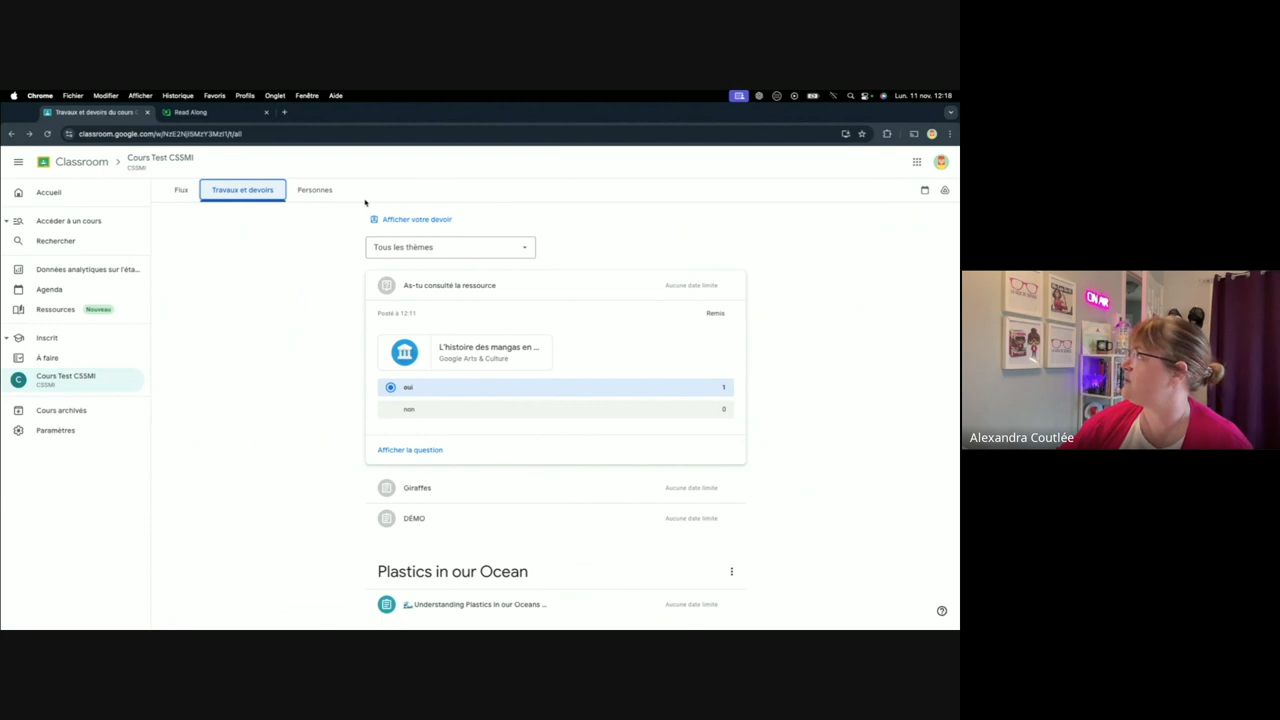 Chrome Fichier Modifier Afficher Historique Favoris Profils Onglet Fenêtre Aide
Lun. 11 nov. 12:18
Travaux et devoirs du cours
Read Along
classroom.google.com/w/NzE2NjI5MzY3MzI1/t/all
Classroom
Cours Test CSSMI
CSSMI
Accueil
Accéder à un cours
Rechercher
Données analytiques sur l'éta...
Agenda
Ressources Nouveau
Inscrit
À faire
C
Cours Test CSSMI
CSSMI
Cours archivés
Paramètres
Flux
Travaux et devoirs
Personnes
Afficher votre devoir
Tous les thèmes
As-tu consulté la ressource
Aucune date limite
Posté à 12:11
Remis
L'histoire des mangas en ...
Google Arts & Culture
oui 1
non 0
Afficher la question
Giraffes
Aucune date limite
DÉMO
Aucune date limite
Plastics in our Ocean
Understanding Plastics in our Oceans ...
Aucune date limite
ON AIR
Alexandra Coutlée